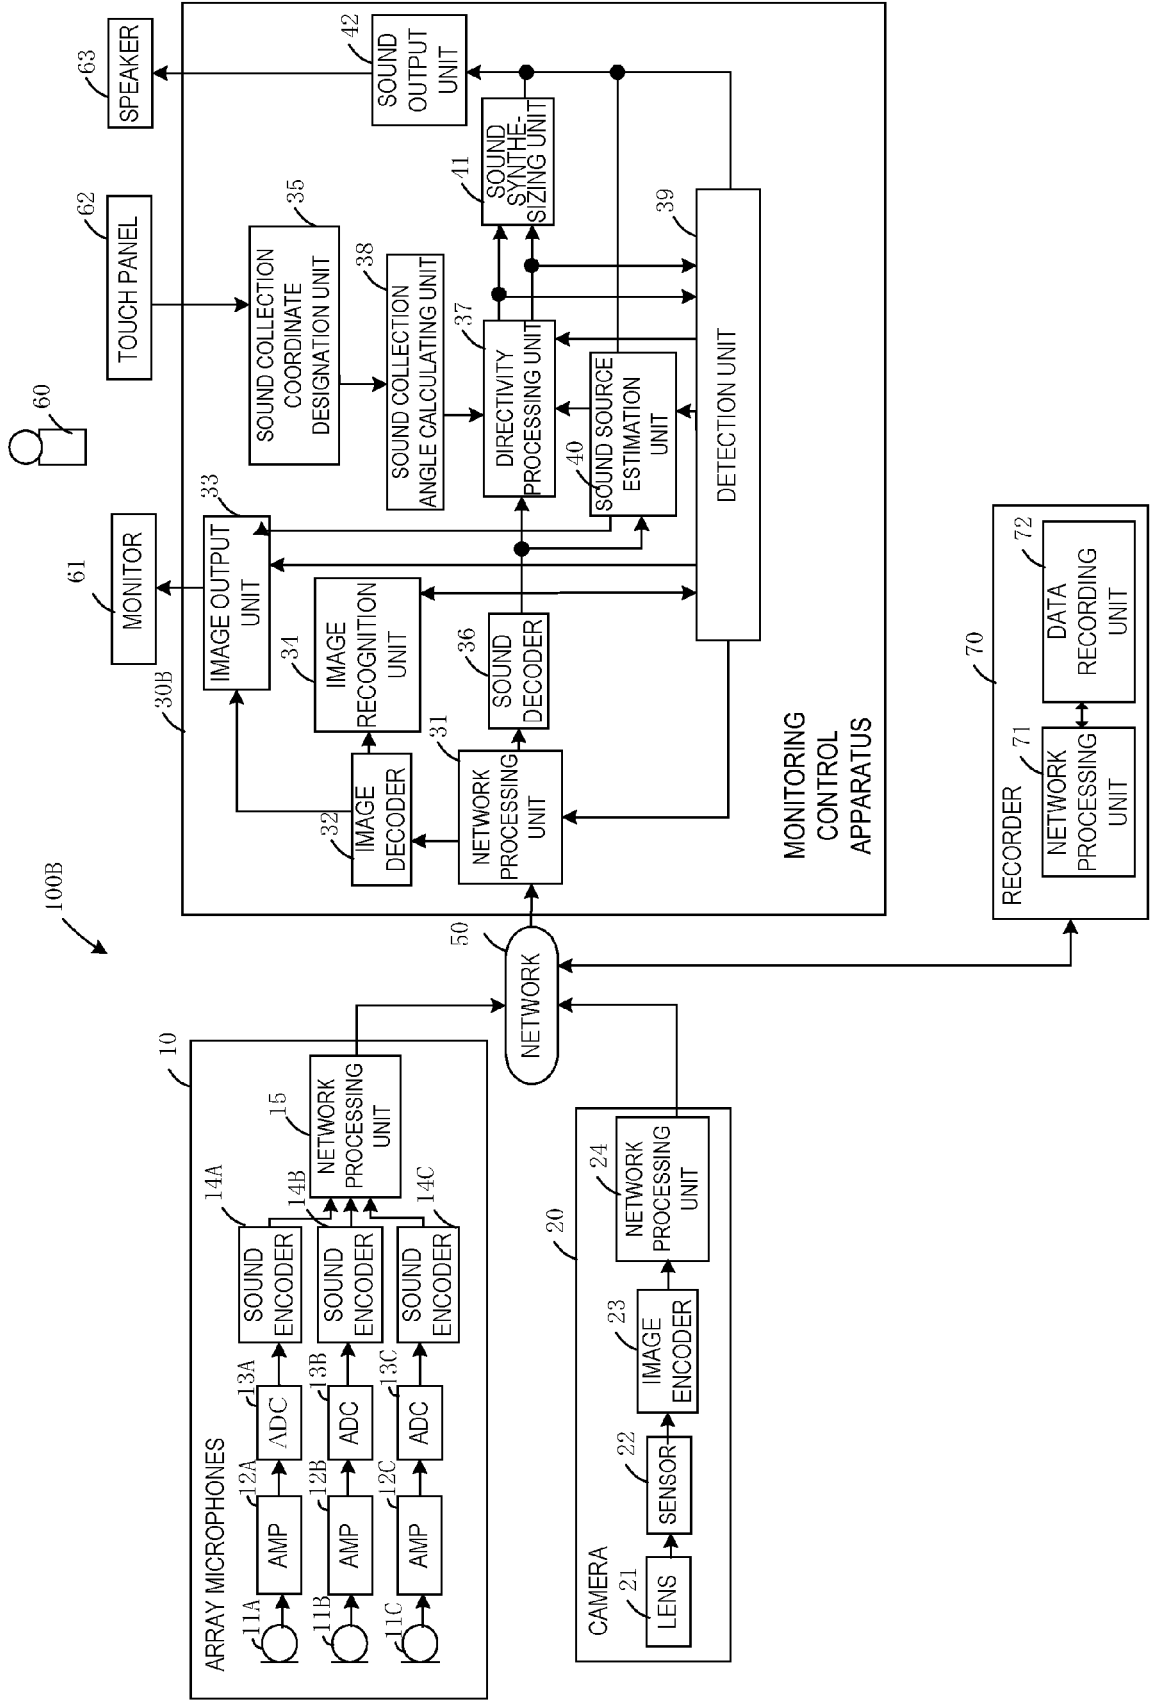 100B
10
ARRAY MICROPHONES
11A
AMP
12A
ADC
13A
SOUND
ENCODER
14A
11B
AMP
12B
ADC
13B
SOUND
ENCODER
14B
11C
AMP
12C
ADC
13C
SOUND
ENCODER
14C
15
NETWORK
PROCESSING
UNIT
20
CAMERA
21
LENS
22
SENSOR
23
IMAGE
ENCODER
24
NETWORK
PROCESSING
UNIT
50
NETWORK
30B
MONITORING
CONTROL
APPARATUS
31
NETWORK
PROCESSING
UNIT
32
IMAGE
DECODER
33
IMAGE OUTPUT
UNIT
34
IMAGE
RECOGNITION
UNIT
35
SOUND COLLECTION
COORDINATE
DESIGNATION UNIT
36
SOUND
DECODER
37
DIRECTIVITY
PROCESSING UNIT
38
SOUND COLLECTION
ANGLE CALCULATING UNIT
39
DETECTION UNIT
40
SOUND SOURCE
ESTIMATION
UNIT
41
SOUND
SYNTHE-
SIZING UNIT
42
SOUND
OUTPUT
UNIT
60
61
MONITOR
62
TOUCH PANEL
63
SPEAKER
70
RECORDER
71
NETWORK
PROCESSING
UNIT
72
DATA
RECORDING
UNIT